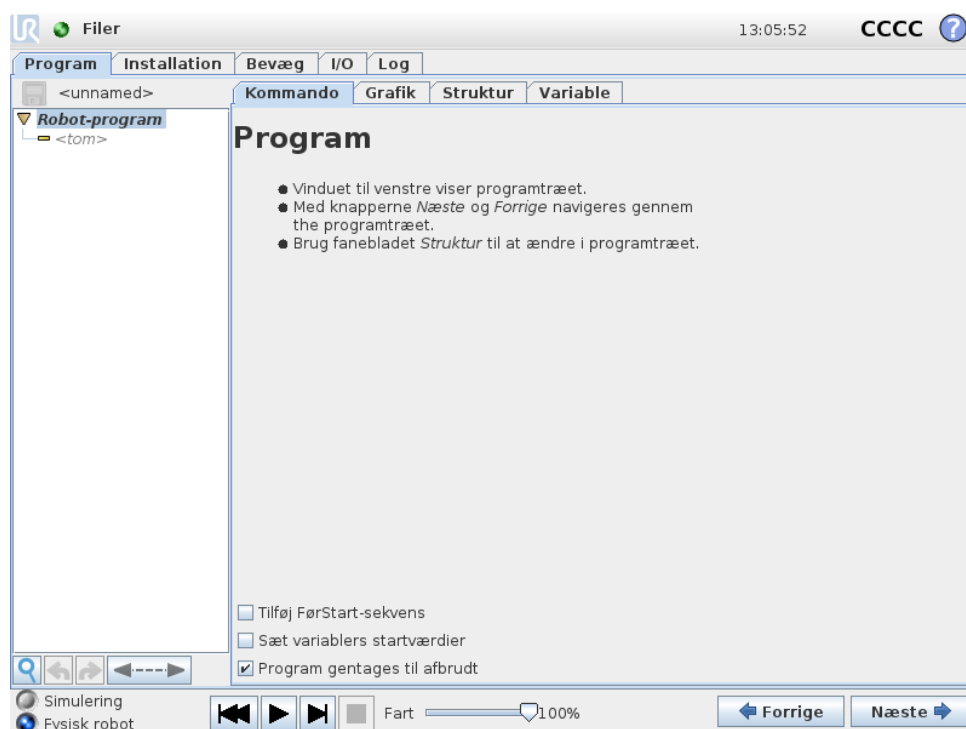 UR Filer 13:05:52 CCCC ?
Program Installation Bevæg I/O Log
<unnamed> Kommando Grafik Struktur Variable
Robot-program
<tom>
Program
Vinduet til venstre viser programtræet.
Med knapperne Næste og Forrige navigeres gennem
the programtræet.
Brug fanebladet Struktur til at ændre i programtræet.
Tilføj FørStart-sekvens
Sæt variablers startværdier
Program gentages til afbrudt
Simulering
Fysisk robot
Fart 100%
Forrige Næste